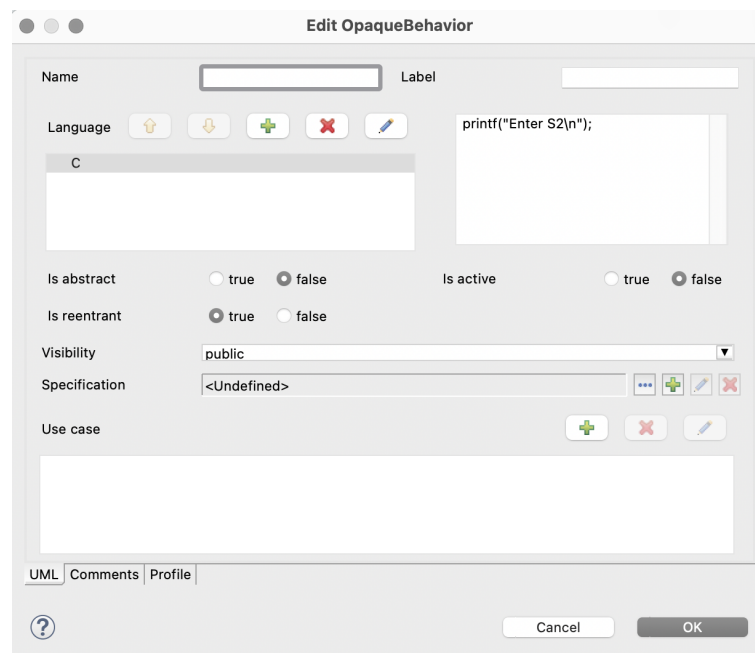 Edit OpaqueBehavior
Name
Label
Language
printf("Enter S2\n");
C
Is abstract true false Is active true false
Is reentrant true false
Visibility public
Specification <Undefined>
Use case
UML Comments Profile
? Cancel OK